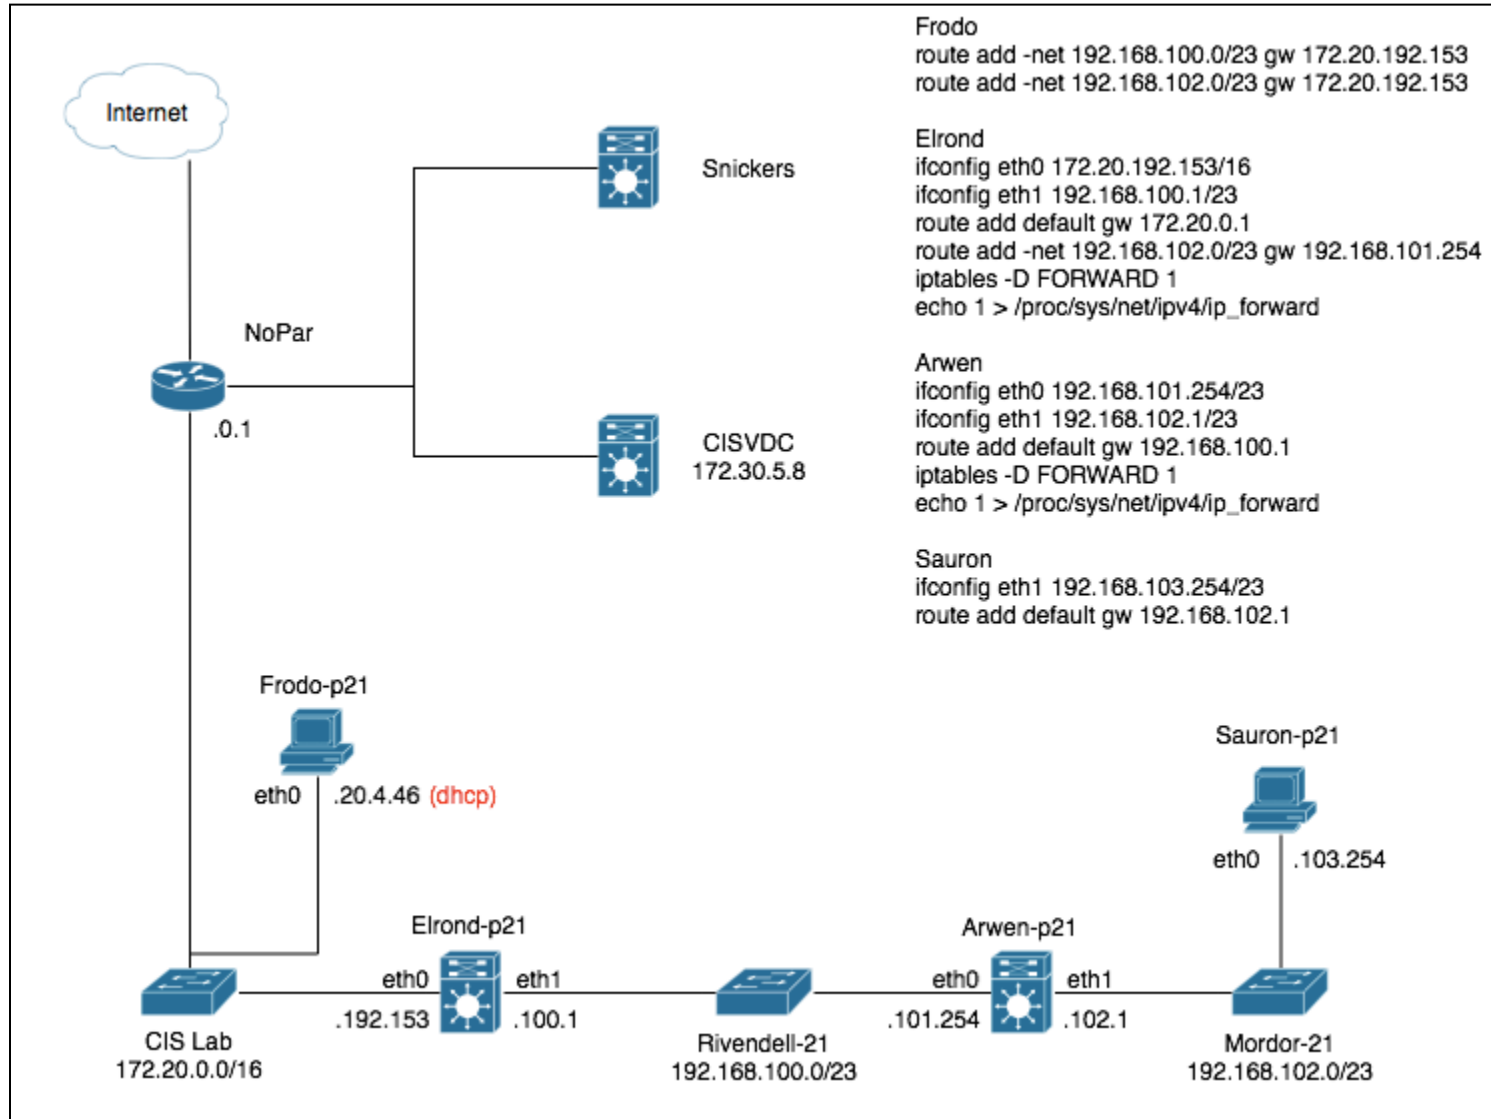 Frodo
route add -net 192.168.100.0/23 gw 172.20.192.153
route add -net 192.168.102.0/23 gw 172.20.192.153
Elrond
ifconfig eth0 172.20.192.153/16
ifconfig eth1 192.168.100.1/23
route add default gw 172.20.0.1
route add -net 192.168.102.0/23 gw 192.168.101.254
iptables -D FORWARD 1
echo 1 > /proc/sys/net/ipv4/ip_forward
Arwen
ifconfig eth0 192.168.101.254/23
ifconfig eth1 192.168.102.1/23
route add default gw 192.168.100.1
iptables -D FORWARD 1
echo 1 > /proc/sys/net/ipv4/ip_forward
Sauron
ifconfig eth1 192.168.103.254/23
route add default gw 192.168.102.1
Internet
Snickers
NoPar
.0.1
CISVDC
172.30.5.8
Frodo-p21
eth0 .20.4.46 (dhcp)
Sauron-p21
eth0 .103.254
Elrond-p21
eth0 eth1
.192.153 .100.1
Arwen-p21
eth0 eth1
.101.254 .102.1
CIS Lab
172.20.0.0/16
Rivendell-21
192.168.100.0/23
Mordor-21
192.168.102.0/23